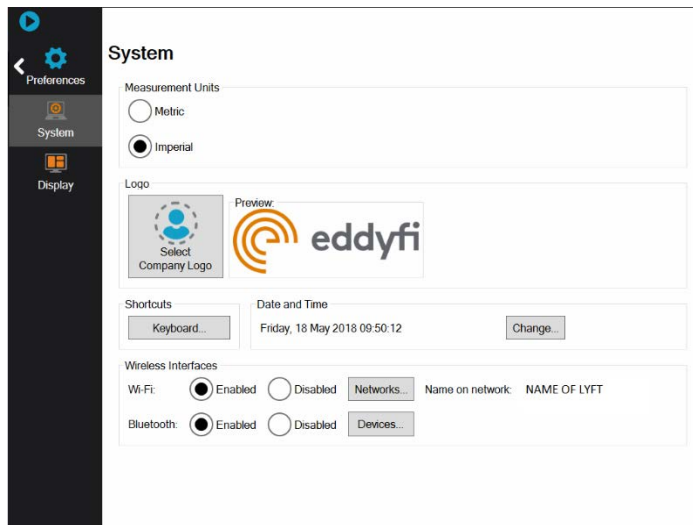 Preferences
System
Display
System
Measurement Units
Metric
Imperial
Logo
Select
Company Logo
Preview:
eddyfi
Shortcuts
Keyboard...
Date and Time
Friday, 18 May 2018 09:50:12
Change...
Wireless Interfaces
Wi-Fi: Enabled Disabled Networks... Name on network: NAME OF LYFT
Bluetooth: Enabled Disabled Devices...